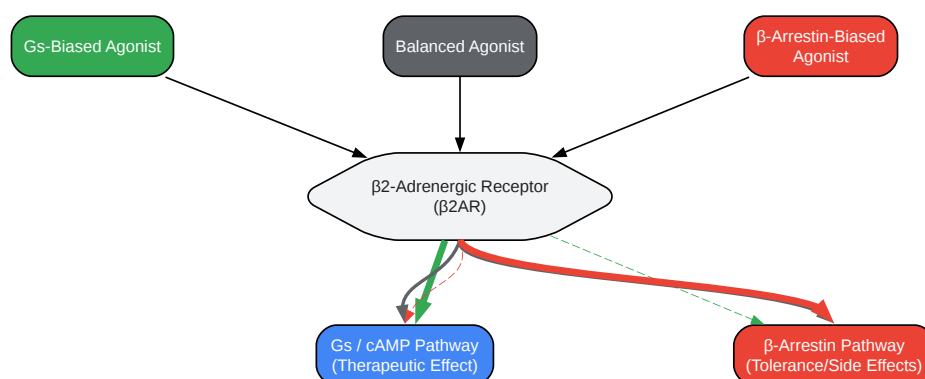 Gs-Biased Agonist
Balanced Agonist
β-Arrestin-Biased
Agonist
β2-Adrenergic Receptor
(β2AR)
Gs / cAMP Pathway
(Therapeutic Effect)
β-Arrestin Pathway
(Tolerance/Side Effects)